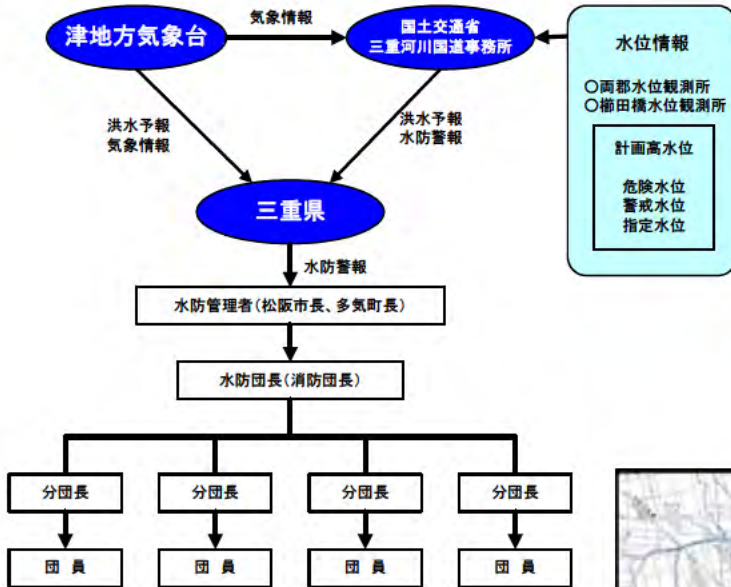 気象情報
津地方気象台
国土交通省
三重河川国道事務所
水位情報
○両郡水位観測所
○櫛田橋水位観測所
計画高水位
危険水位
警戒水位
指定水位
洪水予報
気象情報
洪水予報
水防警報
三重県
水防警報
水防管理者(松阪市長、多気町長)
水防団長(消防団長)
分団長
分団長
分団長
分団長
団 員
団 員
団 員
団 員